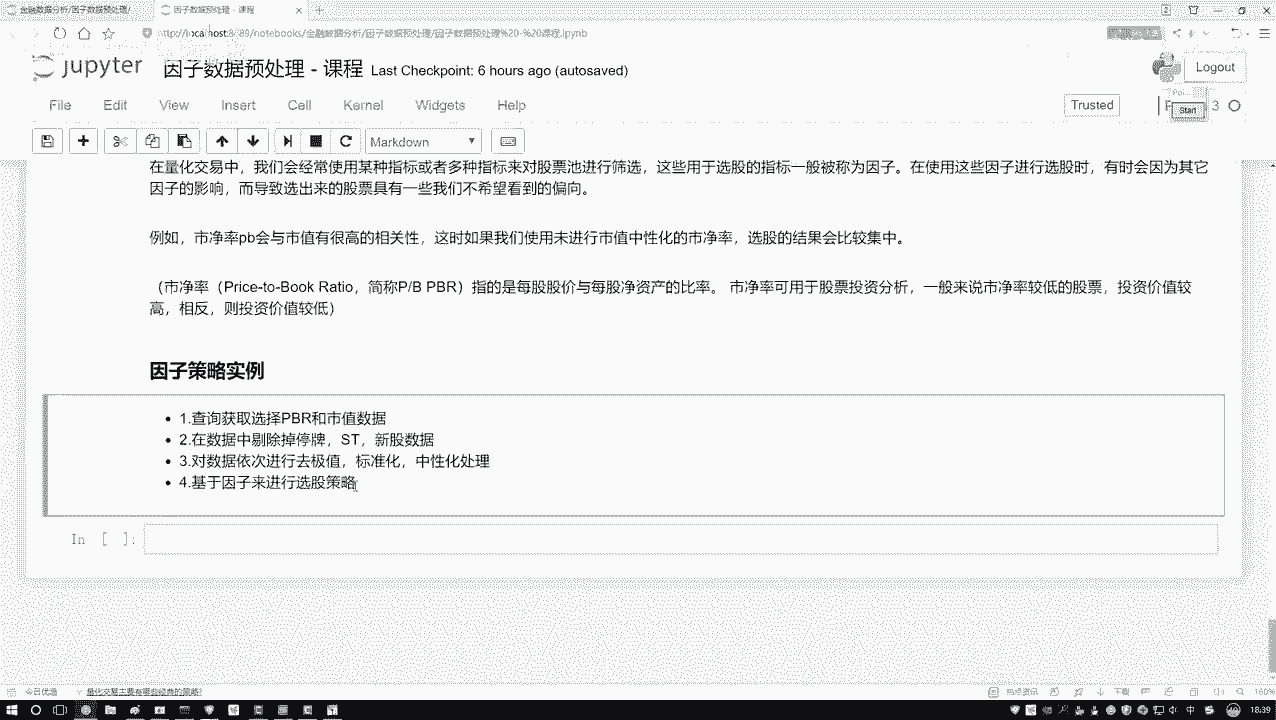 金融数据分析/因子数据预处理/
因子数据预处理 - 课程
http://localhost:8889/notebooks/金融数据分析/因子数据预处理/因子数据预处理%20-%20课程.ipynb
jupyter 因子数据预处理 - 课程 Last Checkpoint: 6 hours ago (autosaved)
Logout
File Edit View Insert Cell Kernel Widgets Help
Trusted
3
Start
Markdown
在量化交易中，我们会经常使用某种指标或者多种指标来对股票池进行筛选，这些用于选股的指标一般被称为因子。在使用这些因子进行选股时，有时会因为其它
因子的影响，而导致选出来的股票具有一些我们不希望看到的偏向。
例如，市净率pb会与市值有很高的相关性，这时如果我们使用未进行市值中性化的市净率，选股的结果会比较集中。
（市净率（Price-to-Book Ratio，简称P/B PBR）指的是每股股价与每股净资产的比率。 市净率可用于股票投资分析，一般来说市净率较低的股票，投资价值较
高，相反，则投资价值较低）
因子策略实例
1.查询获取选择PBR和市值数据
2.在数据中剔除掉停牌，ST，新股数据
3.对数据依次进行去极值，标准化，中性化处理
4.基于因子来进行选股策略
In [ ]:
今日优选
量化交易主要有哪些经典的策略?
热点资讯
下载
160%
中
18:39